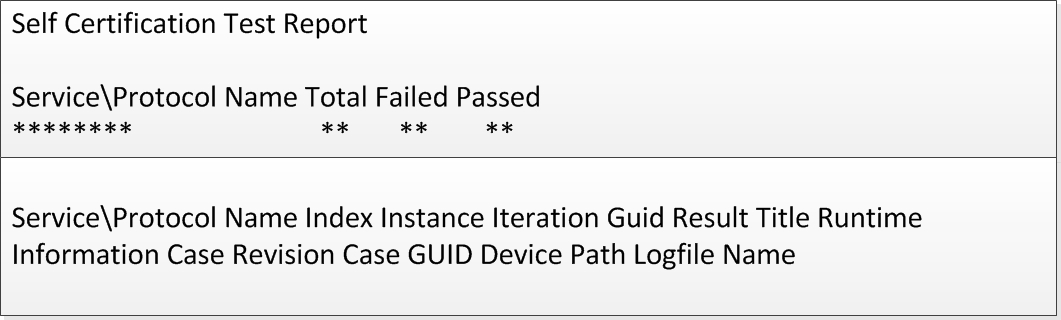 Self Certification Test Report
Service\Protocol Name Total Failed Passed
******** ** ** **
Service\Protocol Name Index Instance Iteration Guid Result Title Runtime
Information Case Revision Case GUID Device Path Logfile Name